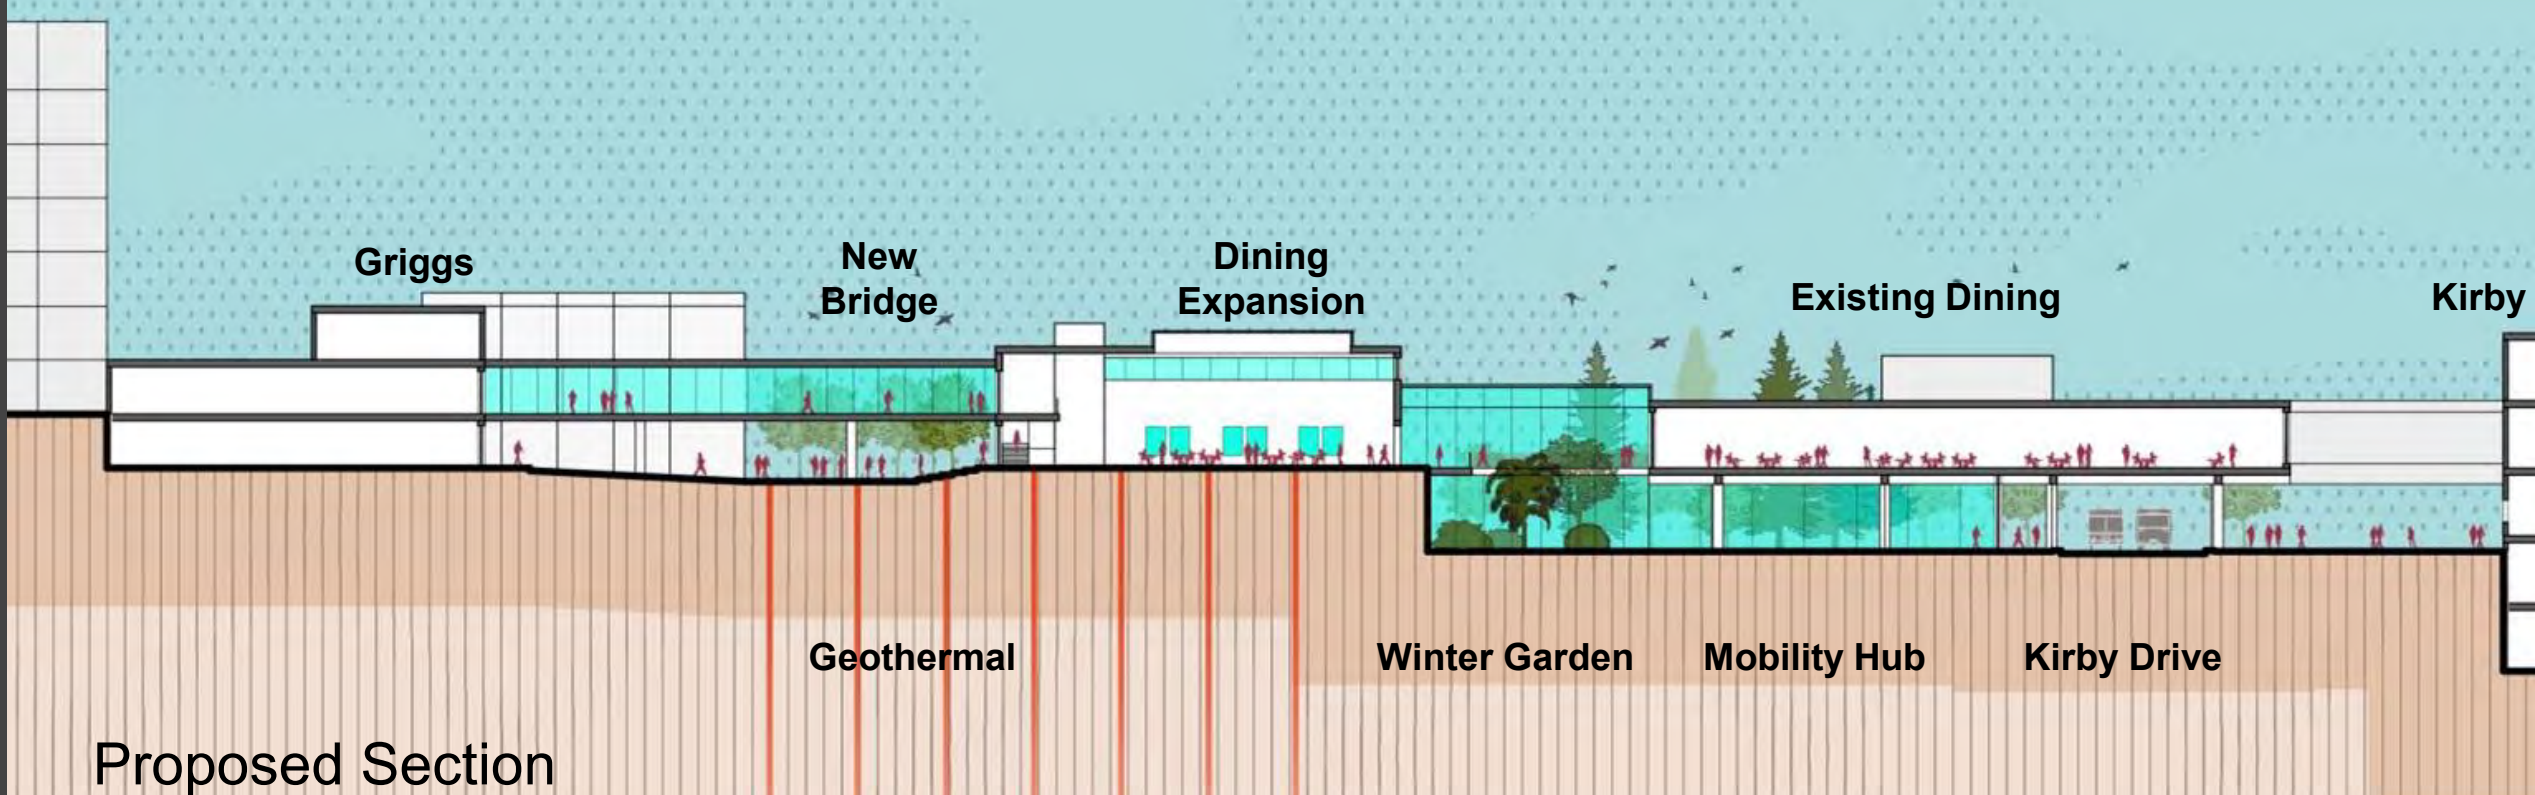 Griggs
New
Bridge
Dining
Expansion
Existing Dining
Kirby
Geothermal
Winter Garden
Mobility Hub
Kirby Drive
Proposed Section